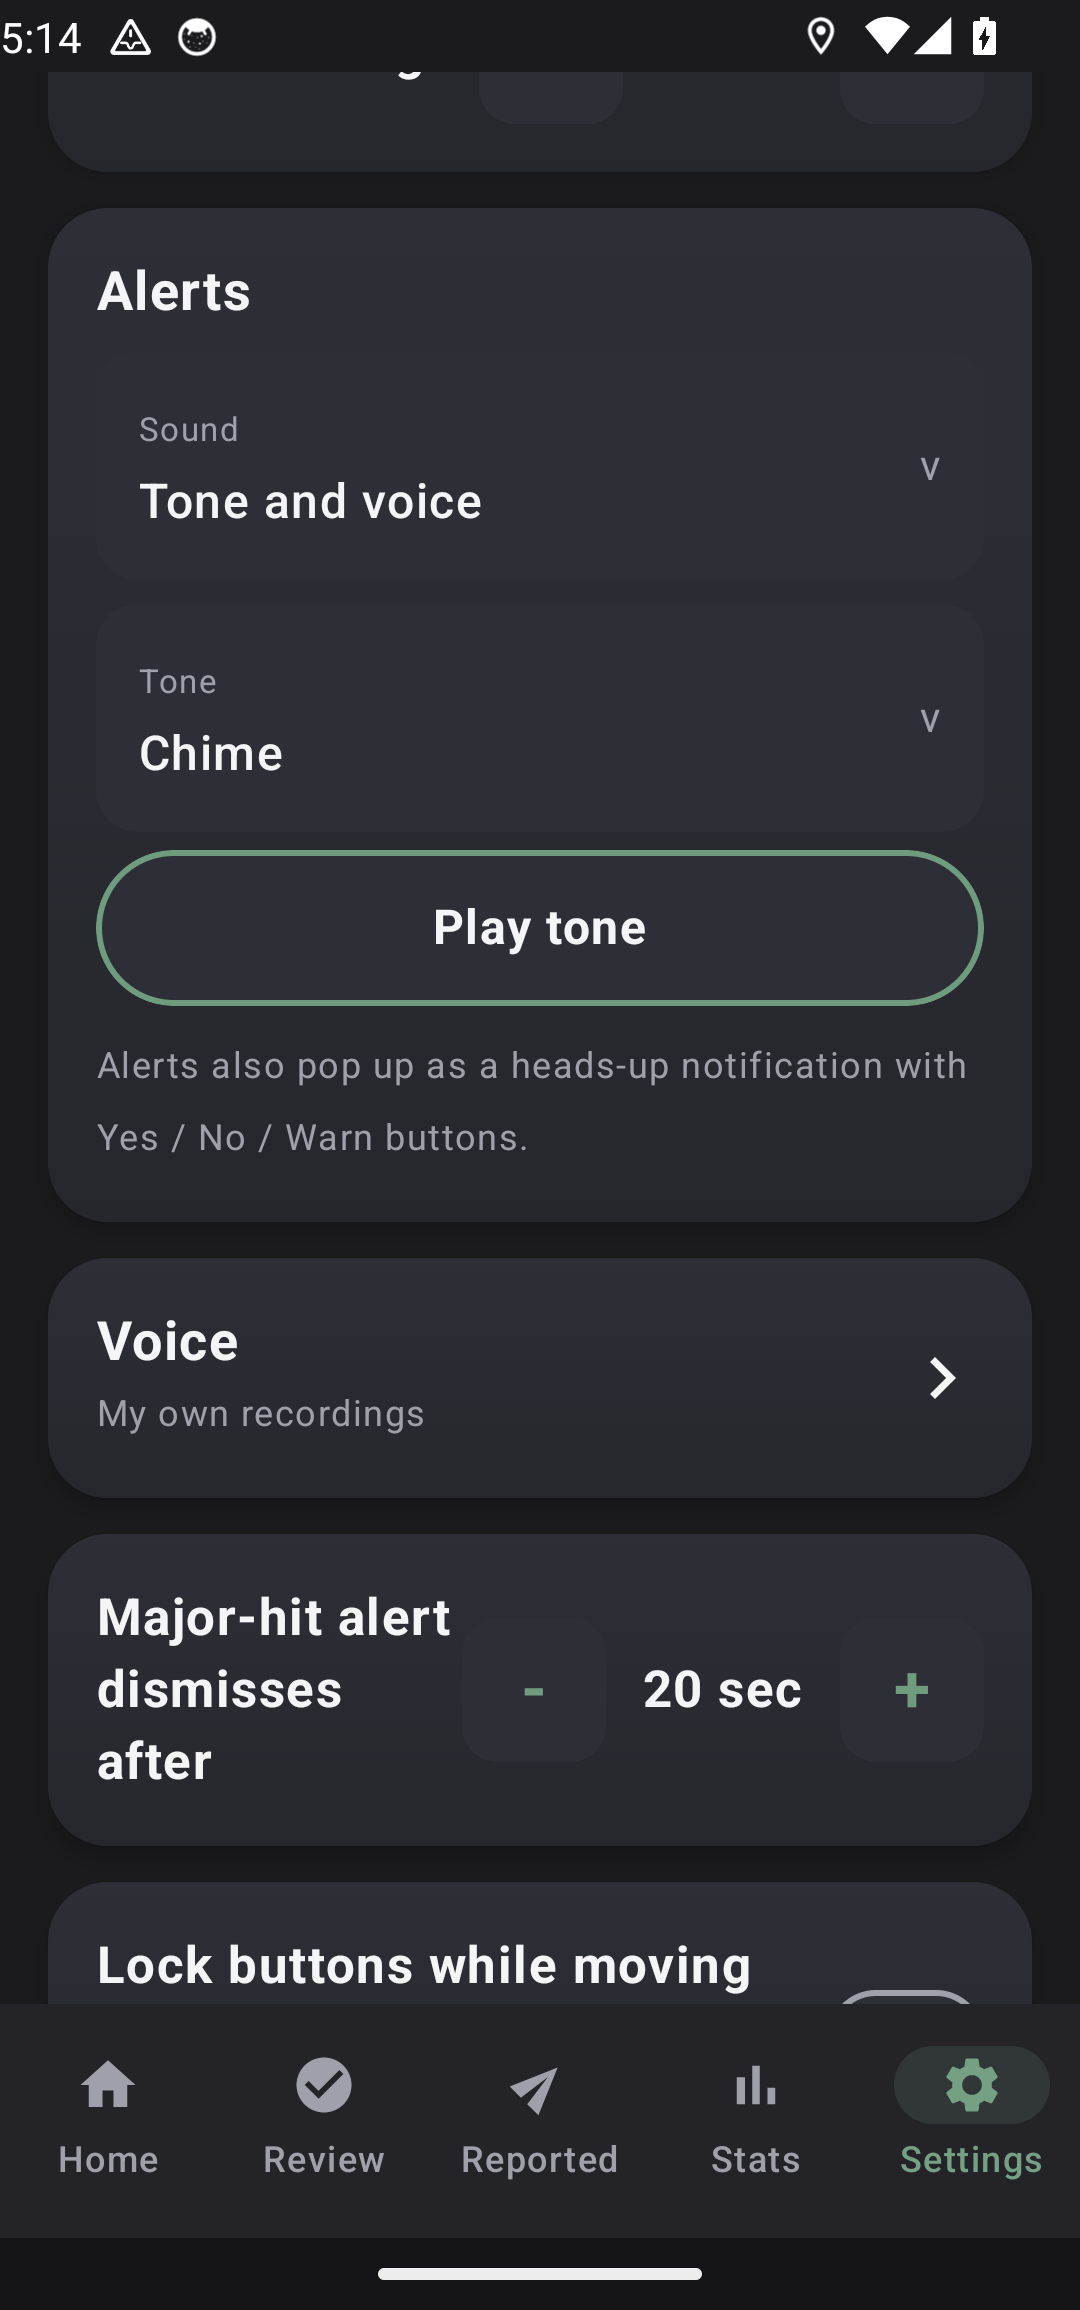 5:14
Alerts
Sound
Tone and voice
v
Tone
Chime
v
Play tone
Alerts also pop up as a heads-up notification with
Yes / No / Warn buttons.
Voice
My own recordings
Major-hit alert
dismisses
after
- 20 sec +
Lock buttons while moving
Home Review Reported Stats Settings